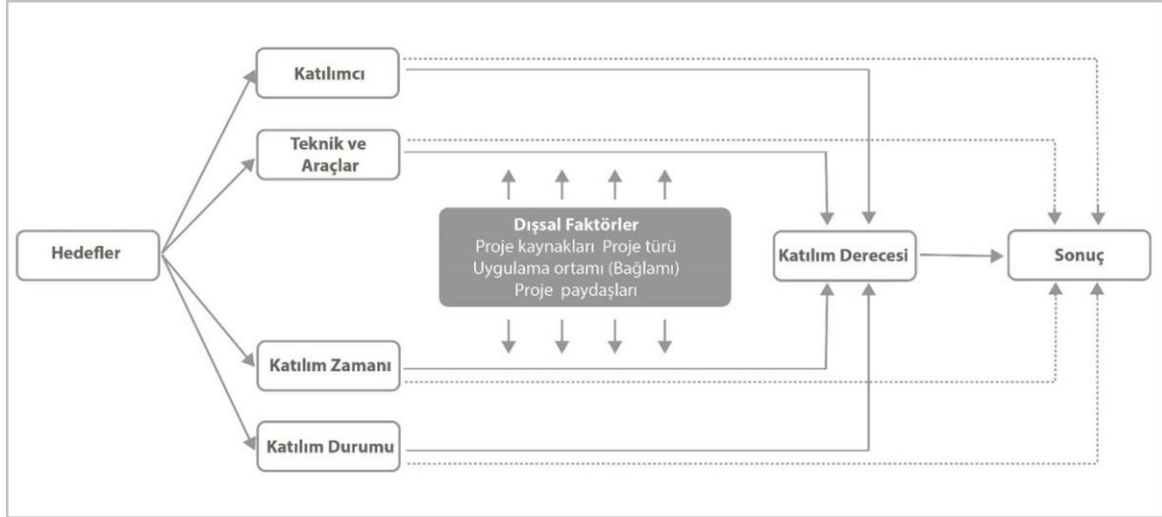 Hedefler
Katılımcı
Teknik ve
Araçlar
Katılım Zamanı
Katılım Durumu
Dışsal Faktörler
Proje kaynakları Proje türü
Uygulama ortamı (Bağlamı)
Proje paydaşları
Katılım Derecesi
Sonuç